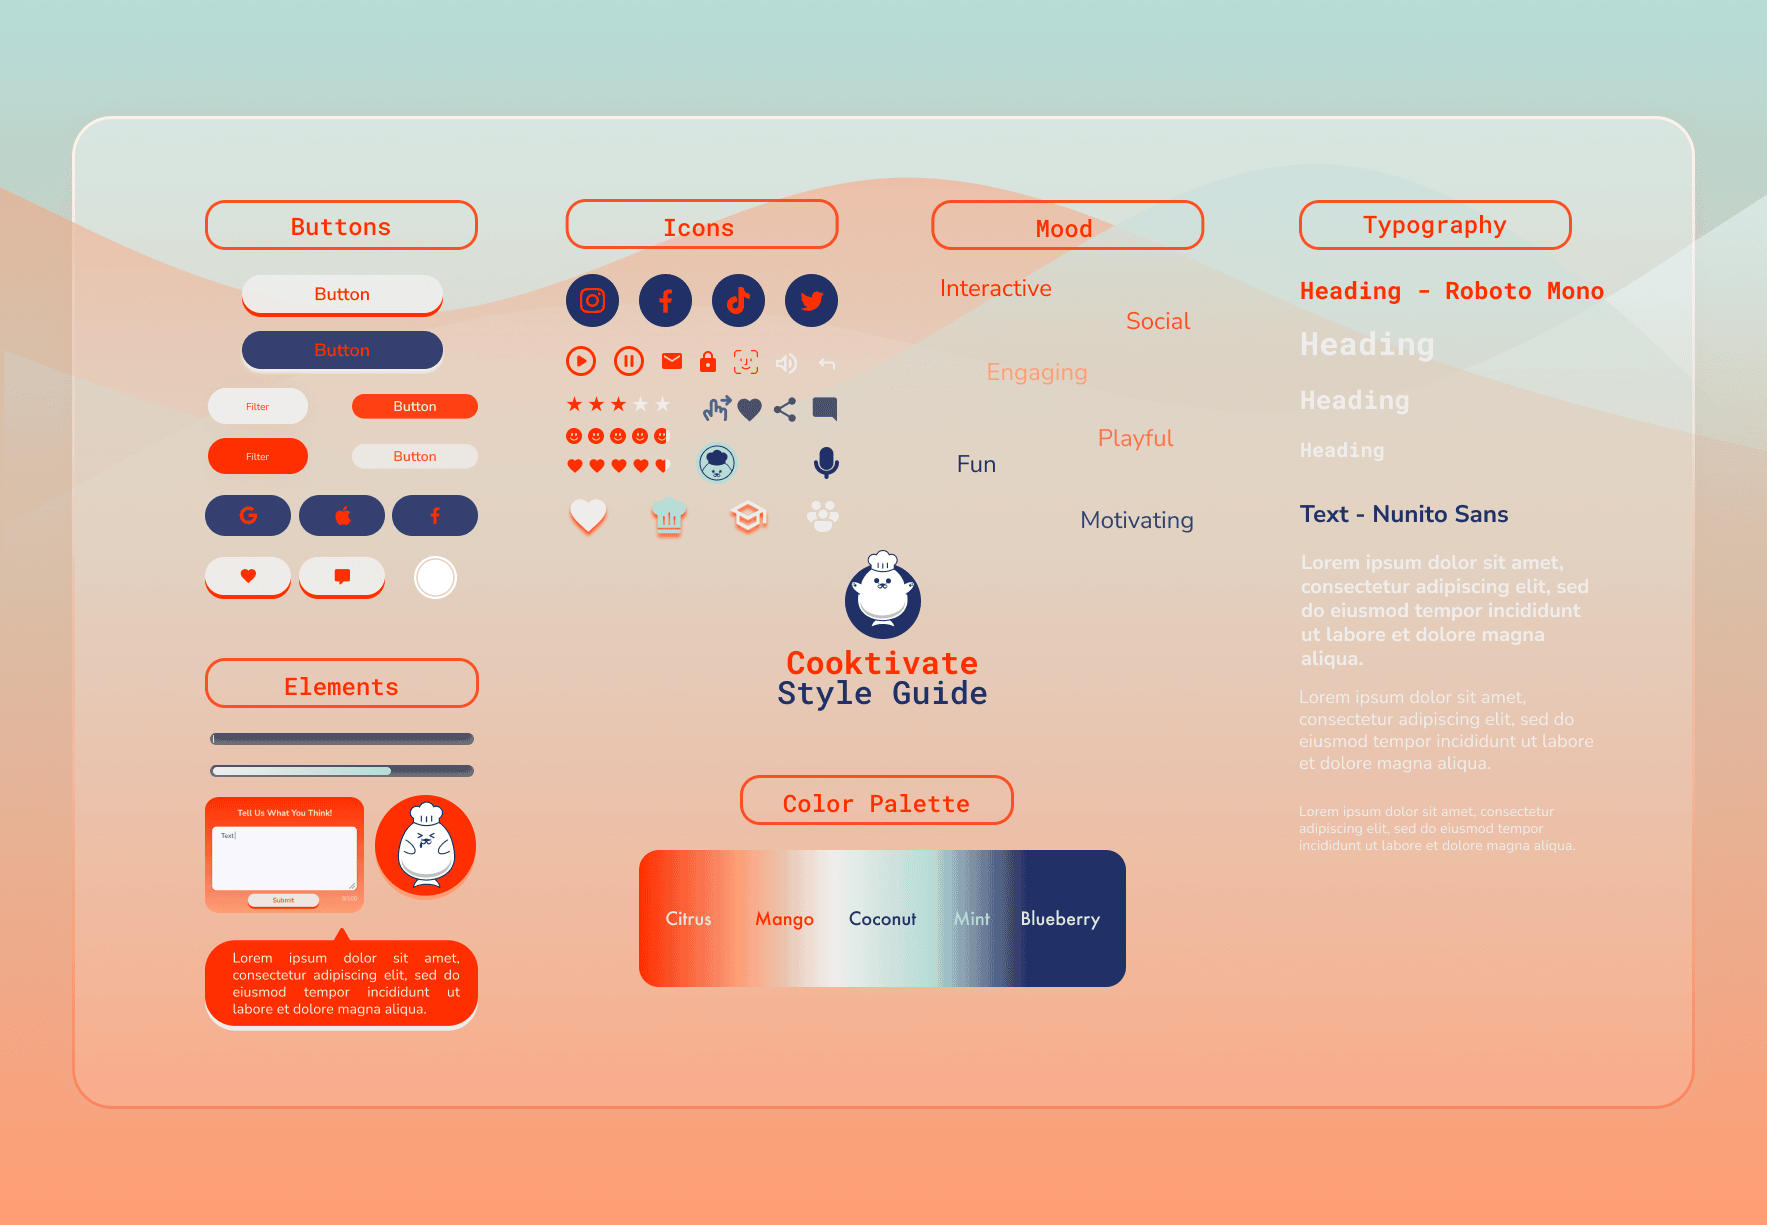 Buttons
Button
Button
Filter
Button
Filter
Button
Elements
Tell Us What You Think!
Text
Submit
0/100
Lorem ipsum dolor sit amet,
consectetur adipiscing elit, sed do
eiusmod tempor incididunt ut
labore et dolore magna aliqua.
Icons
Mood
Interactive
Social
Engaging
Playful
Fun
Motivating
Cooktivate
Style Guide
Color Palette
Citrus
Mango
Coconut
Mint
Blueberry
Typography
Heading - Roboto Mono
Heading
Heading
Heading
Text - Nunito Sans
Lorem ipsum dolor sit amet,
consectetur adipiscing elit, sed
do eiusmod tempor incididunt
ut labore et dolore magna
aliqua.
Lorem ipsum dolor sit amet,
consectetur adipiscing elit, sed do
eiusmod tempor incididunt ut labore
et dolore magna aliqua.
Lorem ipsum dolor sit amet, consectetur
adipiscing elit, sed do eiusmod tempor
incididunt ut labore et dolore magna aliqua.